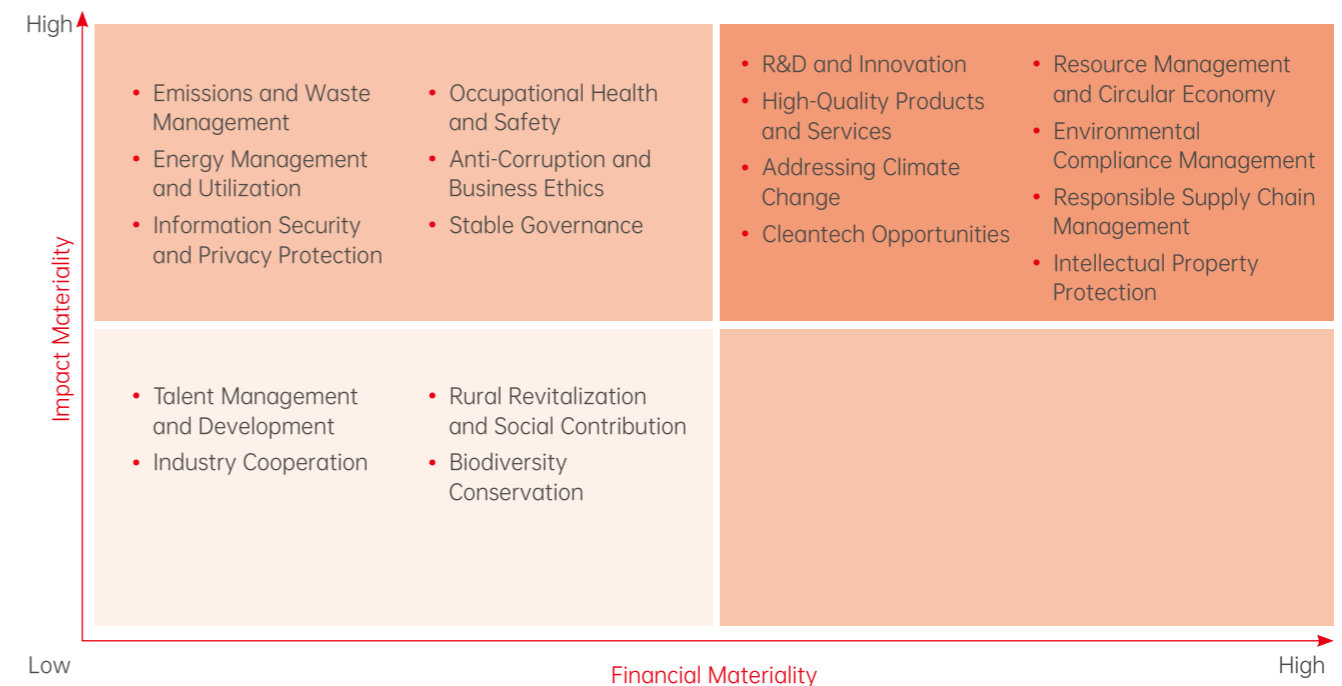 High
• Emissions and Waste
Management
• Energy Management
and Utilization
• Information Security
and Privacy Protection
• Occupational Health
and Safety
• Anti-Corruption and
Business Ethics
• Stable Governance
• R&D and Innovation
• High-Quality Products
and Services
• Addressing Climate
Change
• Cleantech Opportunities
• Resource Management
and Circular Economy
• Environmental
Compliance Management
• Responsible Supply Chain
Management
• Intellectual Property
Protection
Impact Materiality
• Talent Management
and Development
• Industry Cooperation
• Rural Revitalization
and Social Contribution
• Biodiversity
Conservation
Low
Financial Materiality
High